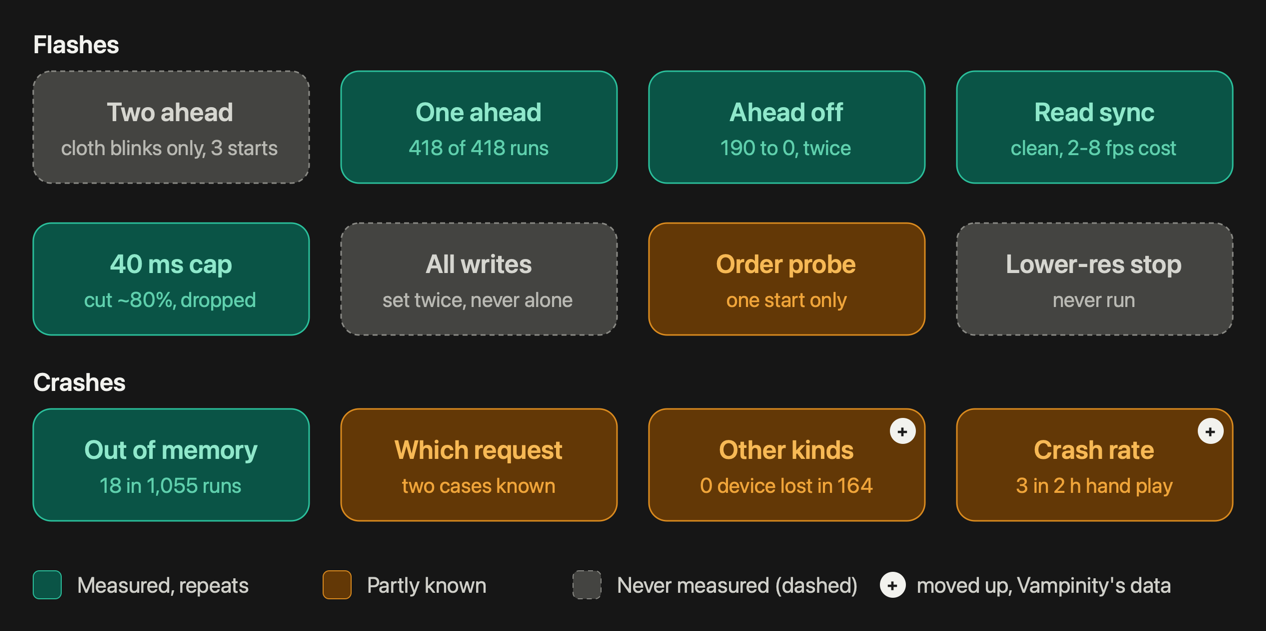 Flashes
Two ahead
cloth blinks only, 3 starts
One ahead
418 of 418 runs
Ahead off
190 to 0, twice
Read sync
clean, 2-8 fps cost
40 ms cap
cut ~80%, dropped
All writes
set twice, never alone
Order probe
one start only
Lower-res stop
never run
Crashes
Out of memory
18 in 1,055 runs
Which request
two cases known
Other kinds
+
0 device lost in 164
Crash rate
+
3 in 2 h hand play
Measured, repeats
Partly known
Never measured (dashed)
+ moved up, Vampinity's data